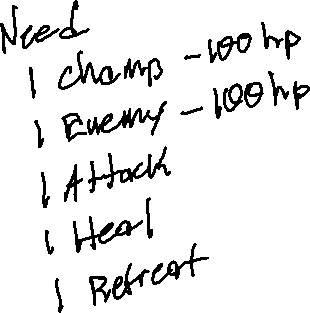 Need
1 champ - 100 hp
1 Enemy - 100 hp
1 Attack
1 Heal
1 Retreat